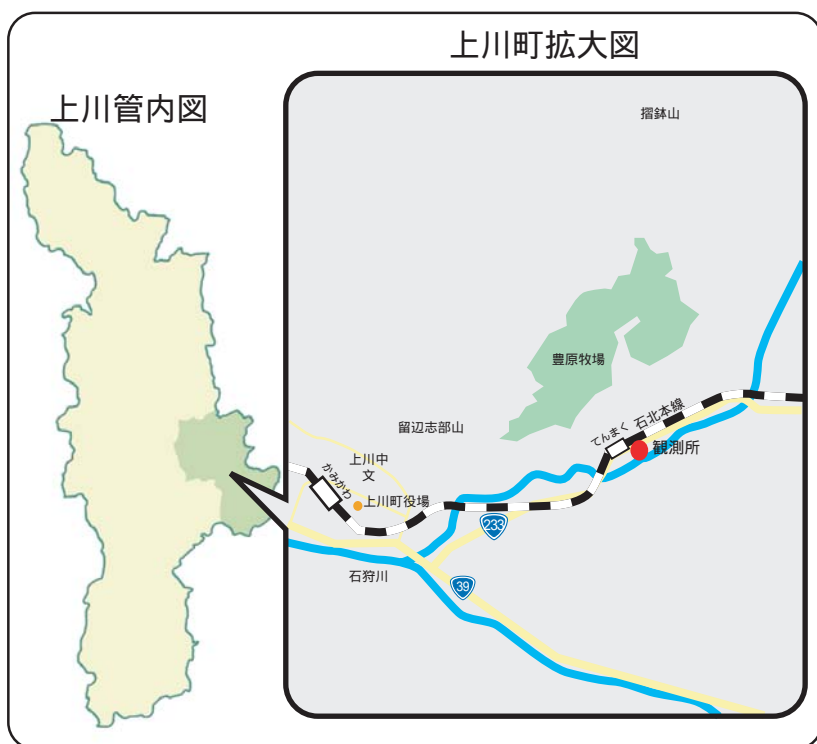 上川町拡大図
上川管内図
摺鉢山
豊原牧場
留辺志部山
てんまく
石北本線
観測所
上川中
文
かみかわ
上川町役場
233
石狩川
39